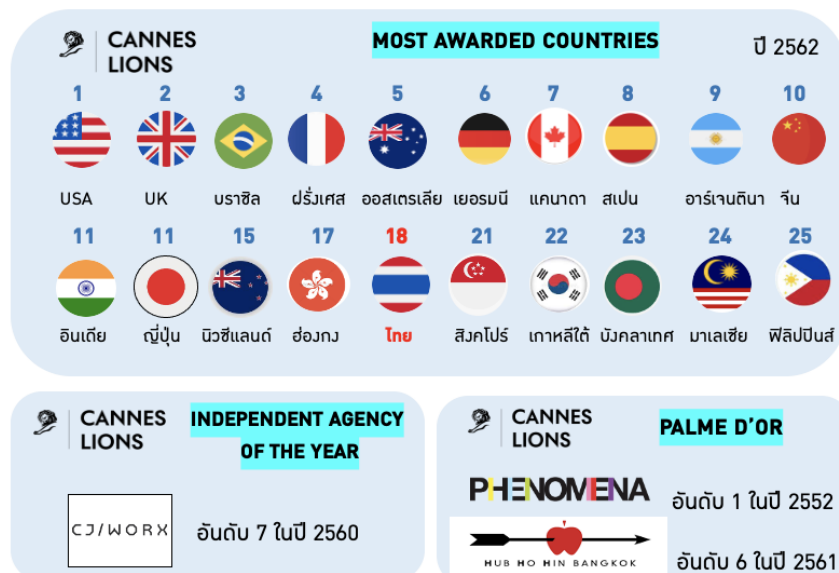 CANNES
LIONS
MOST AWARDED COUNTRIES
ปี 2562
1 2 3 4 5 6 7 8 9 10
USA UK บราซิล ฝรั่งเศส ออสเตรเลีย เยอรมนี แคนาดา สเปน อาร์เจนตินา จีน
11 11 15 17 18 21 22 23 24 25
อินเดีย ญี่ปุ่น นิวซีแลนด์ ฮ่องกง ไทย สิงคโปร์ เกาหลีใต้ บังคลาเทศ มาเลเซีย ฟิลิปปินส์
CANNES
LIONS
INDEPENDENT AGENCY
OF THE YEAR
CJ/WORX
อันดับ 7 ในปี 2560
CANNES
LIONS
PALME D'OR
PHENOMENA
อันดับ 1 ในปี 2552
HUB HO HIN BANGKOK
อันดับ 6 ในปี 2561